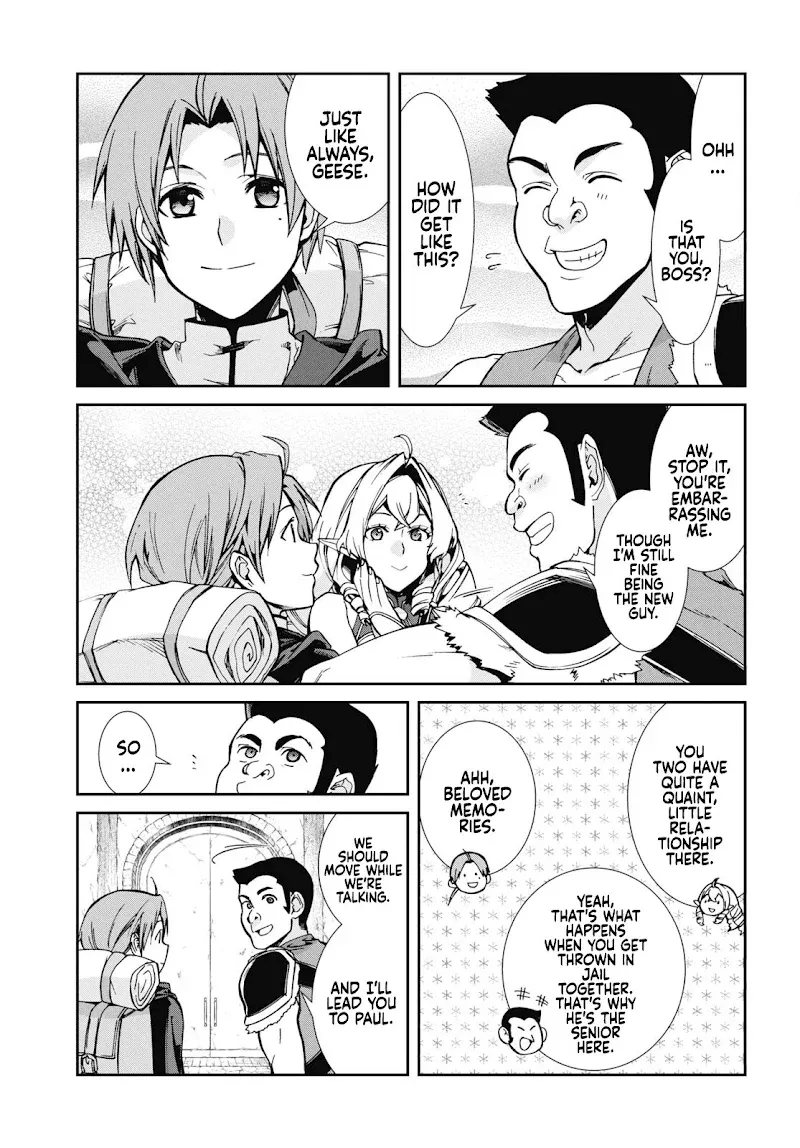 OHH
...
IS
THAT
YOU,
BOSS?
HOW
DID IT
GET
LIKE
THIS?
JUST
LIKE
ALWAYS,
GEESE.
AW,
STOP IT,
YOU'RE
EMBAR-
RASSING
ME.
THOUGH
I'M STILL
FINE
BEING
THE NEW
GUY.
YOU
TWO HAVE
QUITE A
QUAINT,
LITTLE
RELA-
TIONSHIP
THERE.
AHH,
BELOVED
MEMO-
RIES.
YEAH,
THAT'S WHAT
HAPPENS
WHEN YOU GET
THROWN IN
JAIL
TOGETHER.
THAT'S WHY
HE'S THE
SENIOR
HERE.
SO
...
WE
SHOULD
MOVE WHILE
WE'RE
TALKING.
AND I'LL
LEAD YOU
TO PAUL.